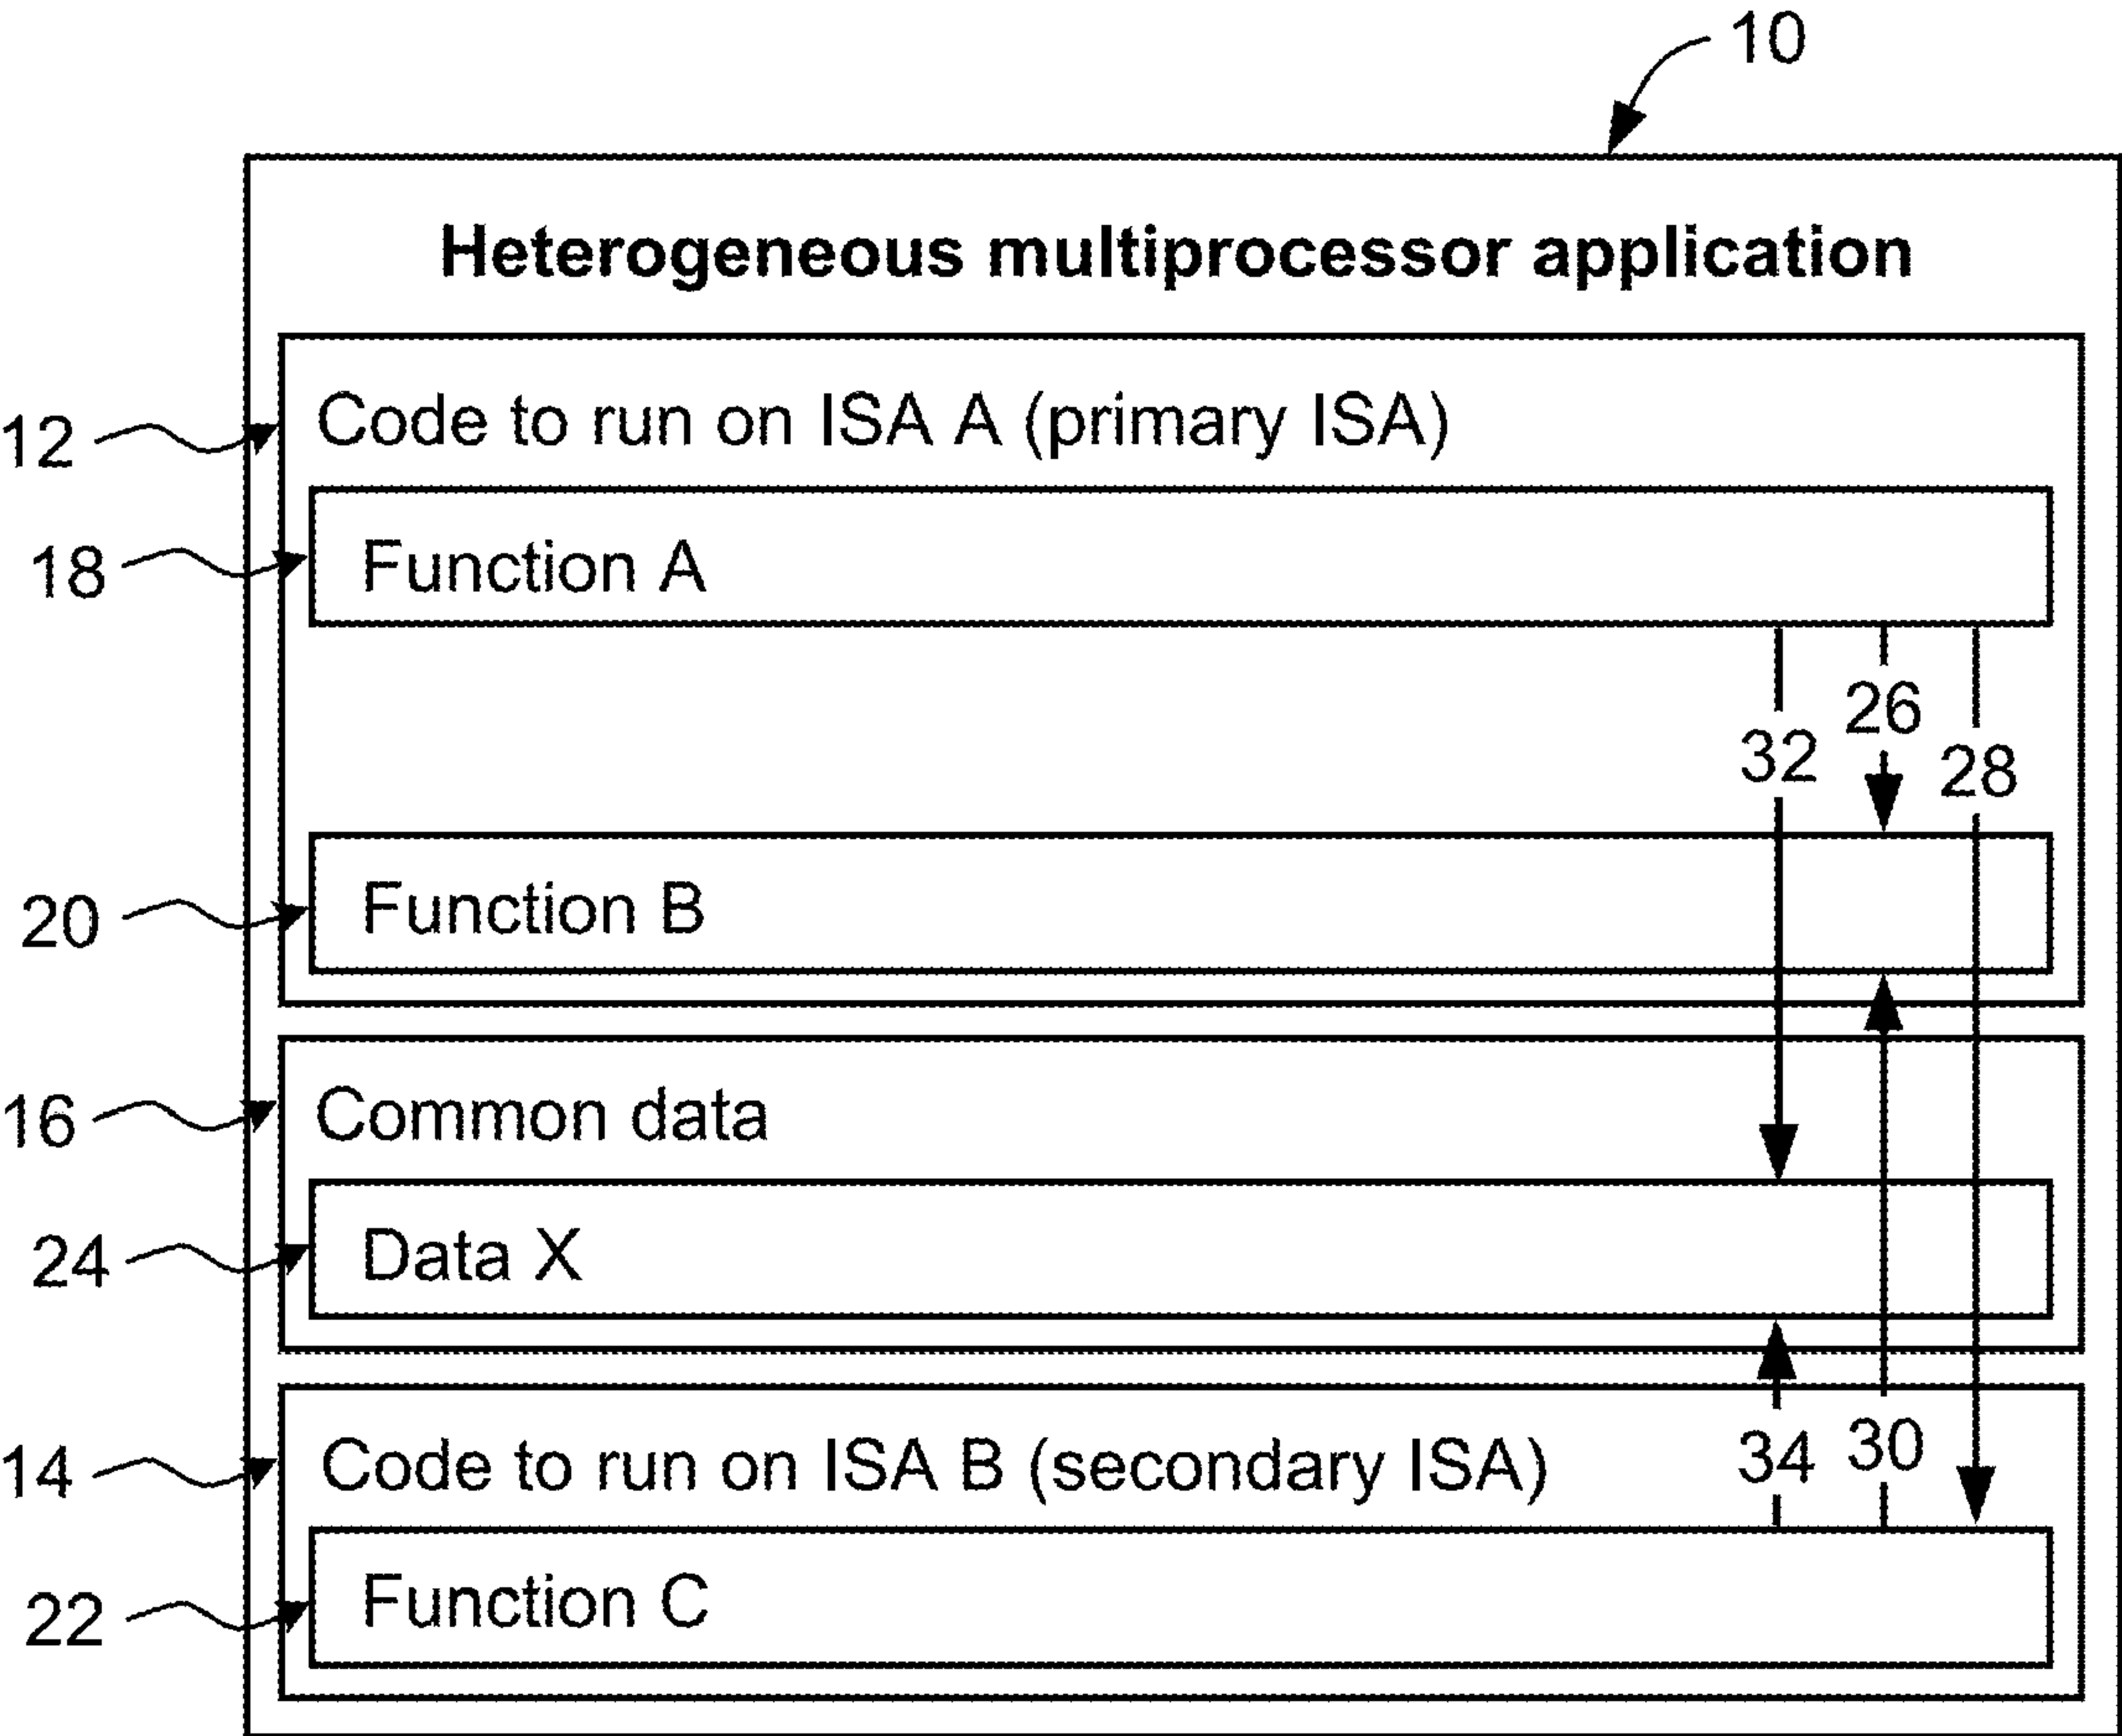 10
Heterogeneous multiprocessor application
12
Code to run on ISA A (primary ISA)
18
Function A
26
32
28
20
Function B
16
Common data
24
Data X
14
Code to run on ISA B (secondary ISA)
34
30
22
Function C